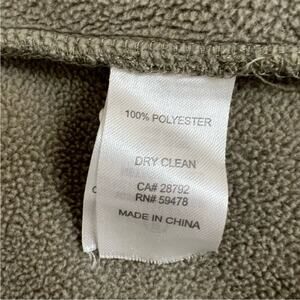 100% POLYESTER
DRY CLEAN
CA# 28792
RN# 59478
MADE IN CHINA